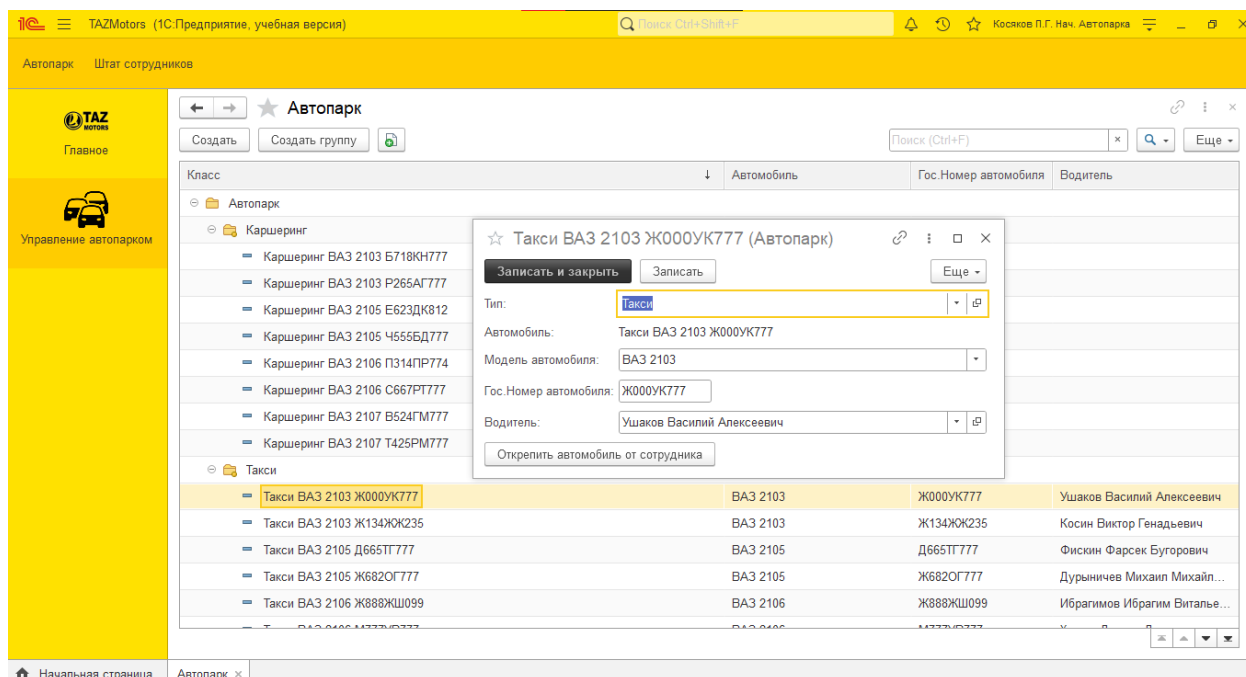 TAZMotors (1С:Предприятие, учебная версия)
Поиск Ctrl+Shift+F
Косяков П.Г. Нач. Автопарка
Автопарк Штат сотрудников
TAZ
MOTORS
Главное
Управление автопарком
Автопарк
Создать Создать группу Поиск (Ctrl+F) Еще
Класс Автомобиль Гос.Номер автомобиля Водитель
Автопарк
Каршеринг
Каршеринг ВАЗ 2103 Б718КН777
Каршеринг ВАЗ 2103 Р265АГ777
Каршеринг ВАЗ 2105 Е623ДК812
Каршеринг ВАЗ 2105 Ч555БД777
Каршеринг ВАЗ 2106 П314ПР774
Каршеринг ВАЗ 2106 С667РТ777
Каршеринг ВАЗ 2107 В524ГМ777
Каршеринг ВАЗ 2107 Т425РМ777
Такси
Такси ВАЗ 2103 Ж000УК777 (Автопарк)
Записать и закрыть Записать Еще
Тип: Такси
Автомобиль: Такси ВАЗ 2103 Ж000УК777
Модель автомобиля: ВАЗ 2103
Гос.Номер автомобиля: Ж000УК777
Водитель: Ушаков Василий Алексеевич
Открепить автомобиль от сотрудника
Такси ВАЗ 2103 Ж000УК777 ВАЗ 2103 Ж000УК777 Ушаков Василий Алексеевич
Такси ВАЗ 2103 Ж134ЖЖ235 ВАЗ 2103 Ж134ЖЖ235 Косин Виктор Генадьевич
Такси ВАЗ 2105 Д665ТГ777 ВАЗ 2105 Д665ТГ777 Фискин Фарсек Бугорович
Такси ВАЗ 2105 Ж682ОГ777 ВАЗ 2105 Ж682ОГ777 Дурыничев Михаил Михайл...
Такси ВАЗ 2106 Ж888ЖШ099 ВАЗ 2106 Ж888ЖШ099 Ибрагимов Ибрагим Виталье...
Начальная страница Автопарк